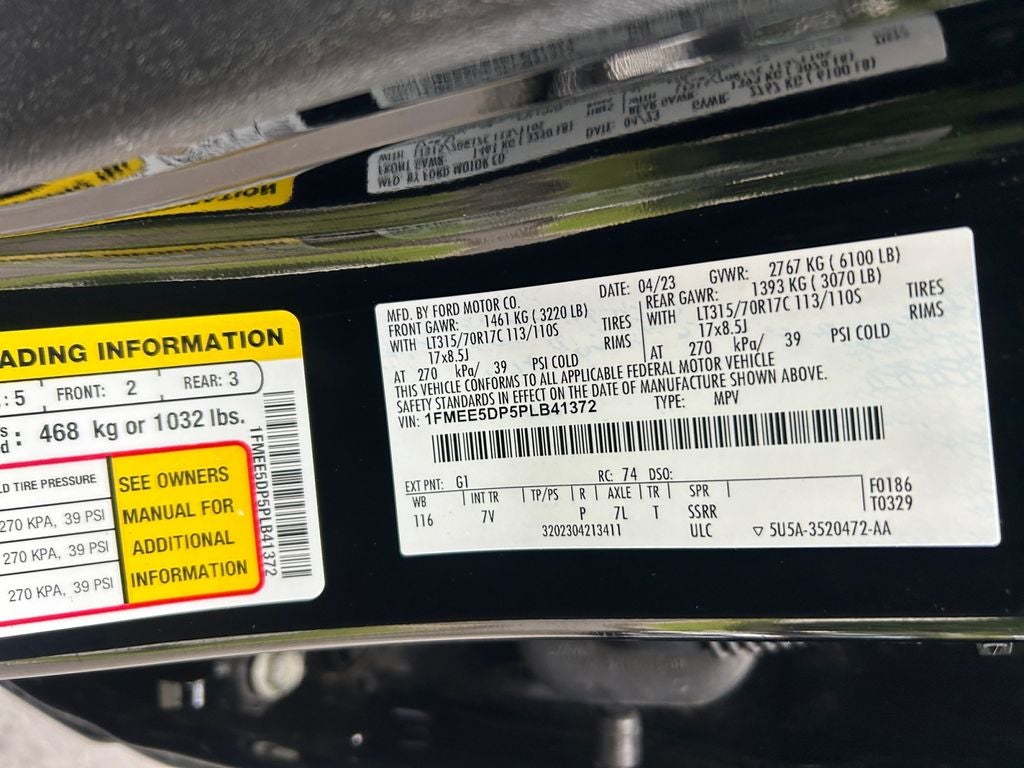 MFD. BY FORD MOTOR CO. DATE: 04/23 GVWR: 2767 KG ( 6100 LB)
FRONT GAWR: 1461 KG ( 3220 LB) REAR GAWR: 1393 KG ( 3070 LB)
WITH LT315/70R17C 113/110S TIRES WITH LT315/70R17C 113/110S TIRES
17x8.5J RIMS 17x8.5J RIMS
AT 270 kPa/ 39 PSI COLD AT 270 kPa/ 39 PSI COLD
THIS VEHICLE CONFORMS TO ALL APPLICABLE FEDERAL MOTOR VEHICLE
SAFETY STANDARDS IN EFFECT ON THE DATE OF MANUFACTURE SHOWN ABOVE.
VIN: 1FMEE5DP5PLB41372 TYPE: MPV
EXT PNT: G1 RC: 74 DSO:
WB INT TR TP/PS R AXLE TR SPR F0186
116 7V P 7L T SSRR T0329
3202304213411 ULC ▽ 5U5A-3520472-AA
ADING INFORMATION
: 5 FRONT: 2 REAR: 3
468 kg or 1032 lbs.
D TIRE PRESSURE
270 KPA, 39 PSI
270 KPA, 39 PSI
270 KPA, 39 PSI
SEE OWNERS
MANUAL FOR
ADDITIONAL
INFORMATION
1FMEE5DP5PLB41372